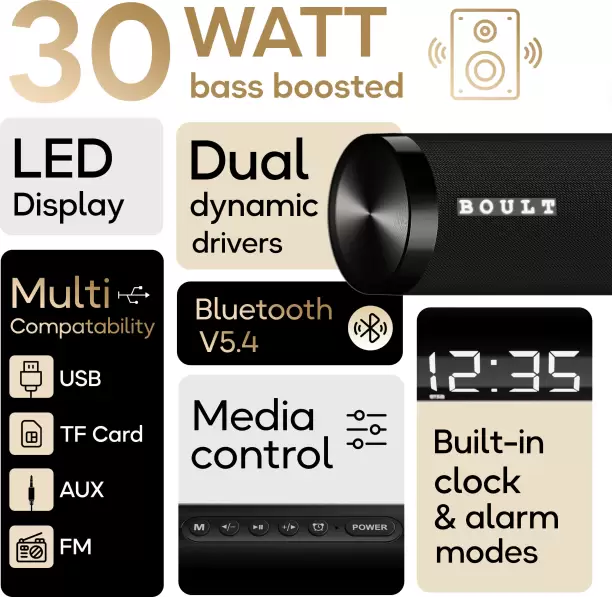 30 WATT
bass boosted
LED
Display
Dual
dynamic
drivers
BOULT
Multi
Compatability
USB
TF Card
AUX
FM
Bluetooth
V5.4
Media
control
M
POWER
12:35
Built-in
clock
& alarm
modes